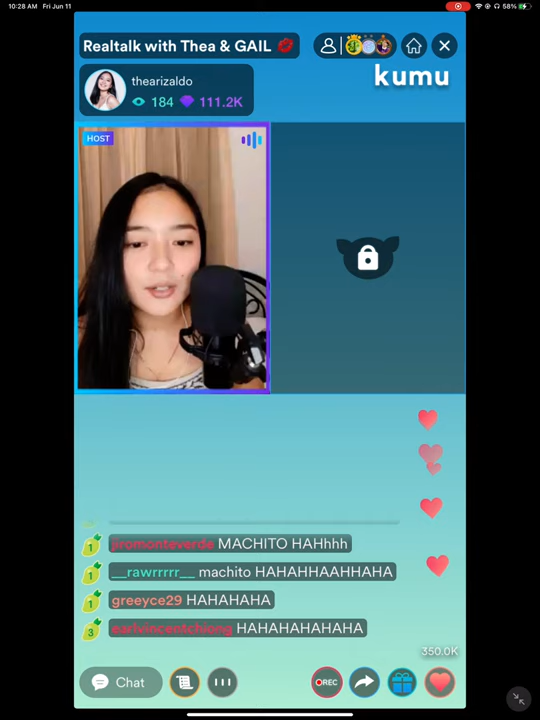 10:28 AM Fri Jun 11
58%
Realtalk with Thea & GAIL 💋
kumu
thearizaldo
184 111.2K
HOST
1 jiromontaverde MACHITO HAHhhh
1 __rawrrrrr__ machito HAHAHHAAHHAHA
1 greeyce29 HAHAHAHA
3 earlvincentchiong HAHAHAHAHAHA
350.0K
Chat
REC